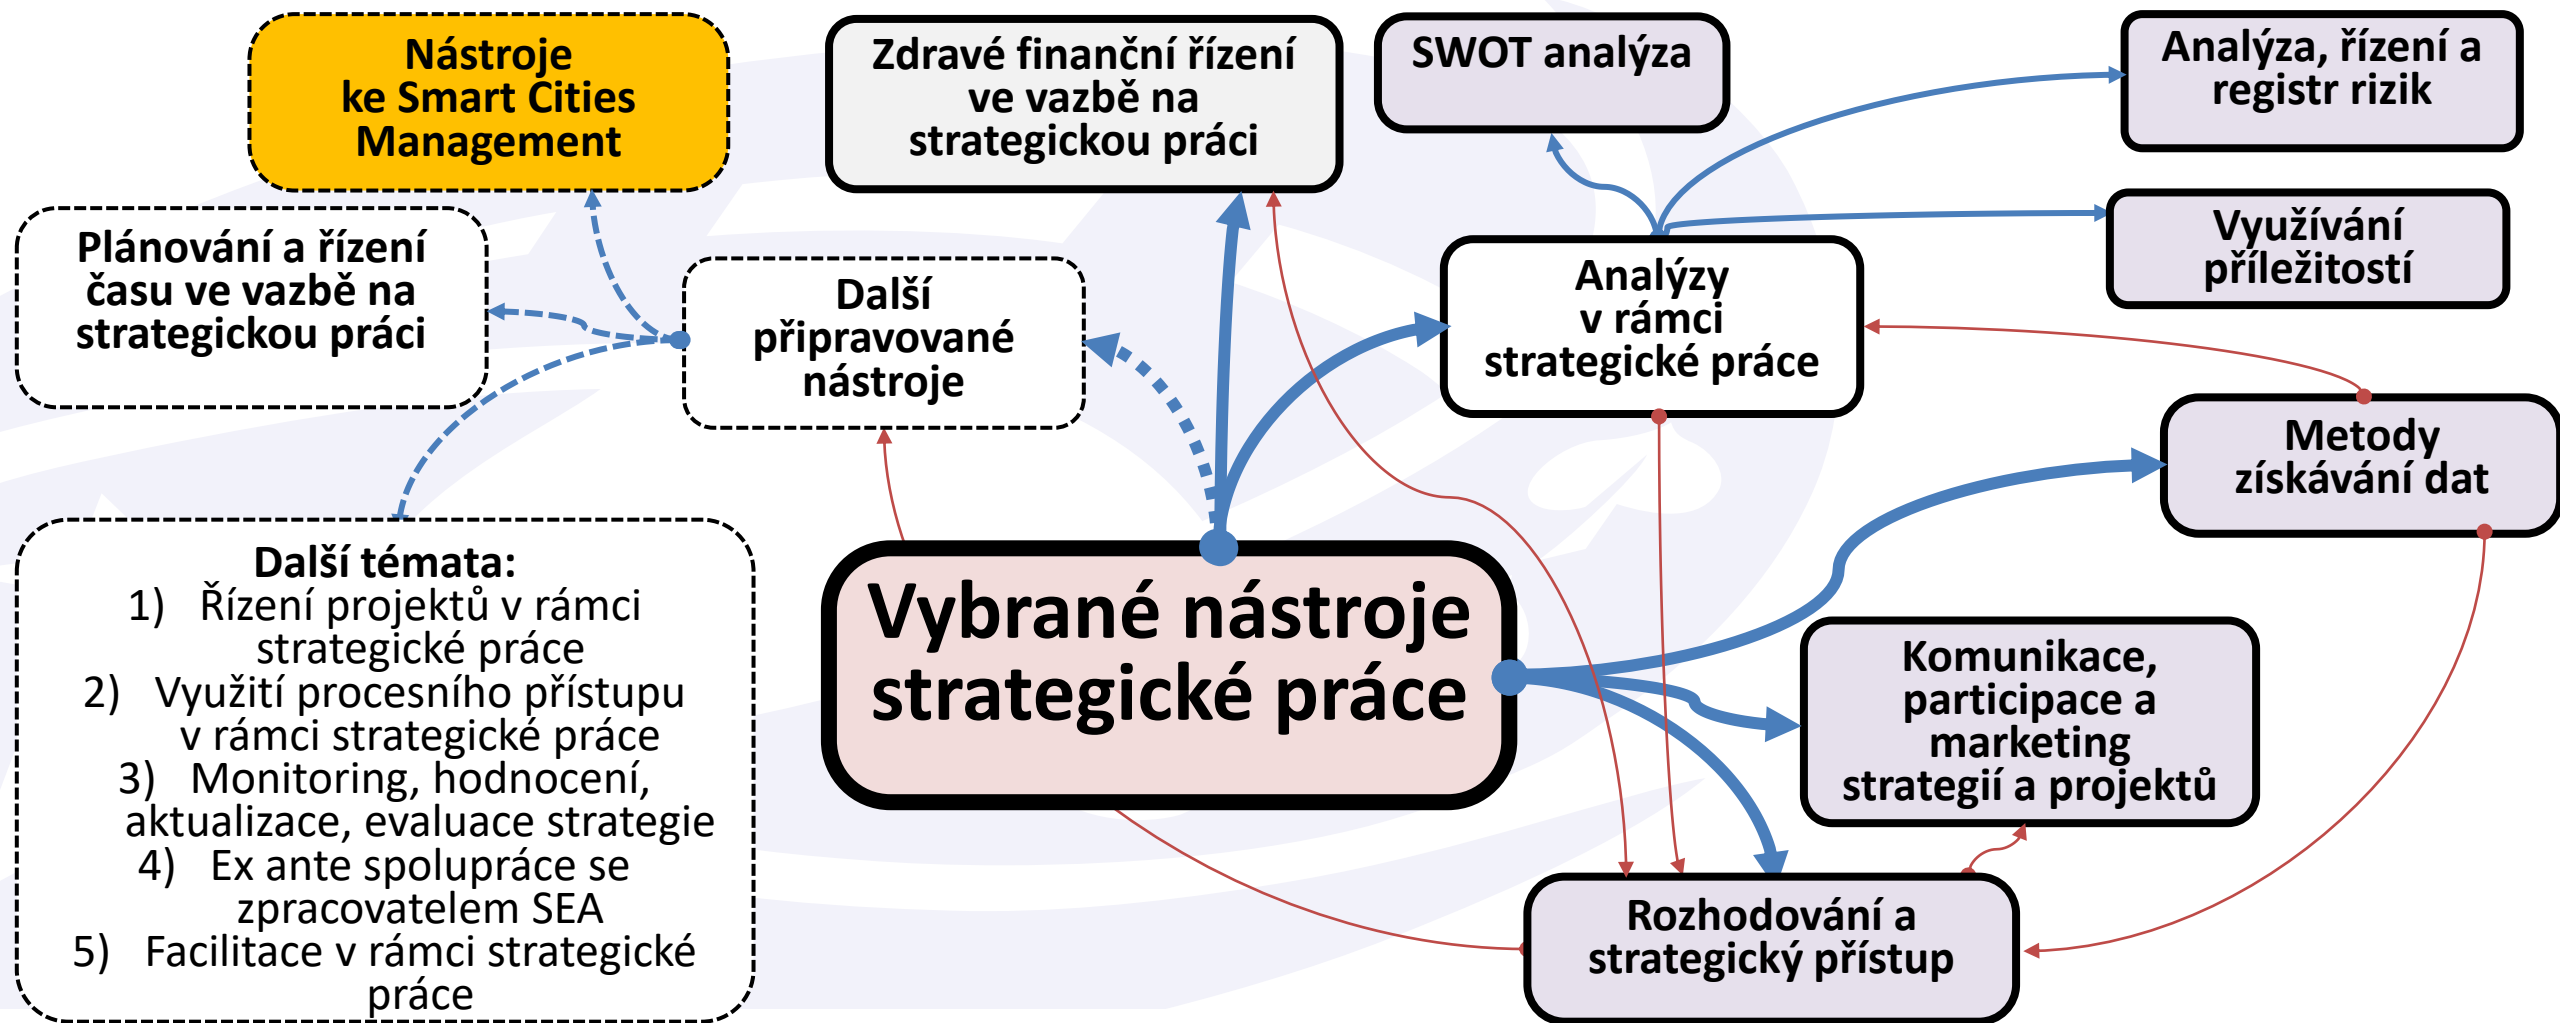 Nástroje
ke Smart Cities
Management
Zdravé finanční řízení
ve vazbě na
strategickou práci
SWOT analýza
Analýza, řízení a
registr rizik
Plánování a řízení
času ve vazbě na
strategickou práci
Další
připravované
nástroje
Analýzy
v rámci
strategické práce
Využívání
příležitostí
Metody
získávání dat
Další témata:
1) Řízení projektů v rámci
strategické práce
2) Využití procesního přístupu
v rámci strategické práce
3) Monitoring, hodnocení,
aktualizace, evaluace strategie
4) Ex ante spolupráce se
zpracovatelem SEA
5) Facilitace v rámci strategické
práce
Vybrané nástroje
strategické práce
Komunikace,
participace a
marketing
strategií a projektů
Rozhodování a
strategický přístup